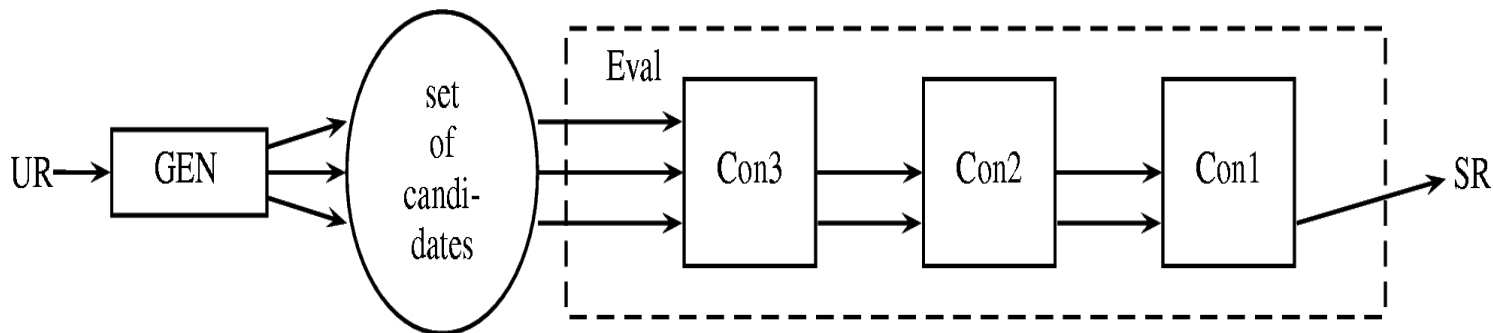 UR
GEN
set
of
candi-
dates
Eval
Con3
Con2
Con1
SR